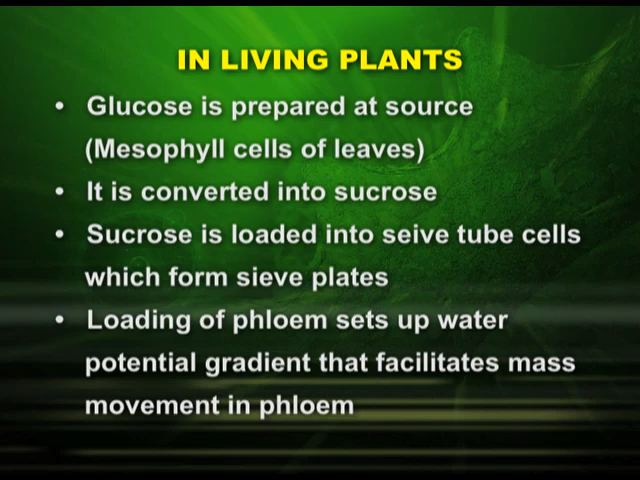 IN LIVING PLANTS
• Glucose is prepared at source
(Mesophyll cells of leaves)
• It is converted into sucrose
• Sucrose is loaded into seive tube cells
which form sieve plates
• Loading of phloem sets up water
potential gradient that facilitates mass
movement in phloem